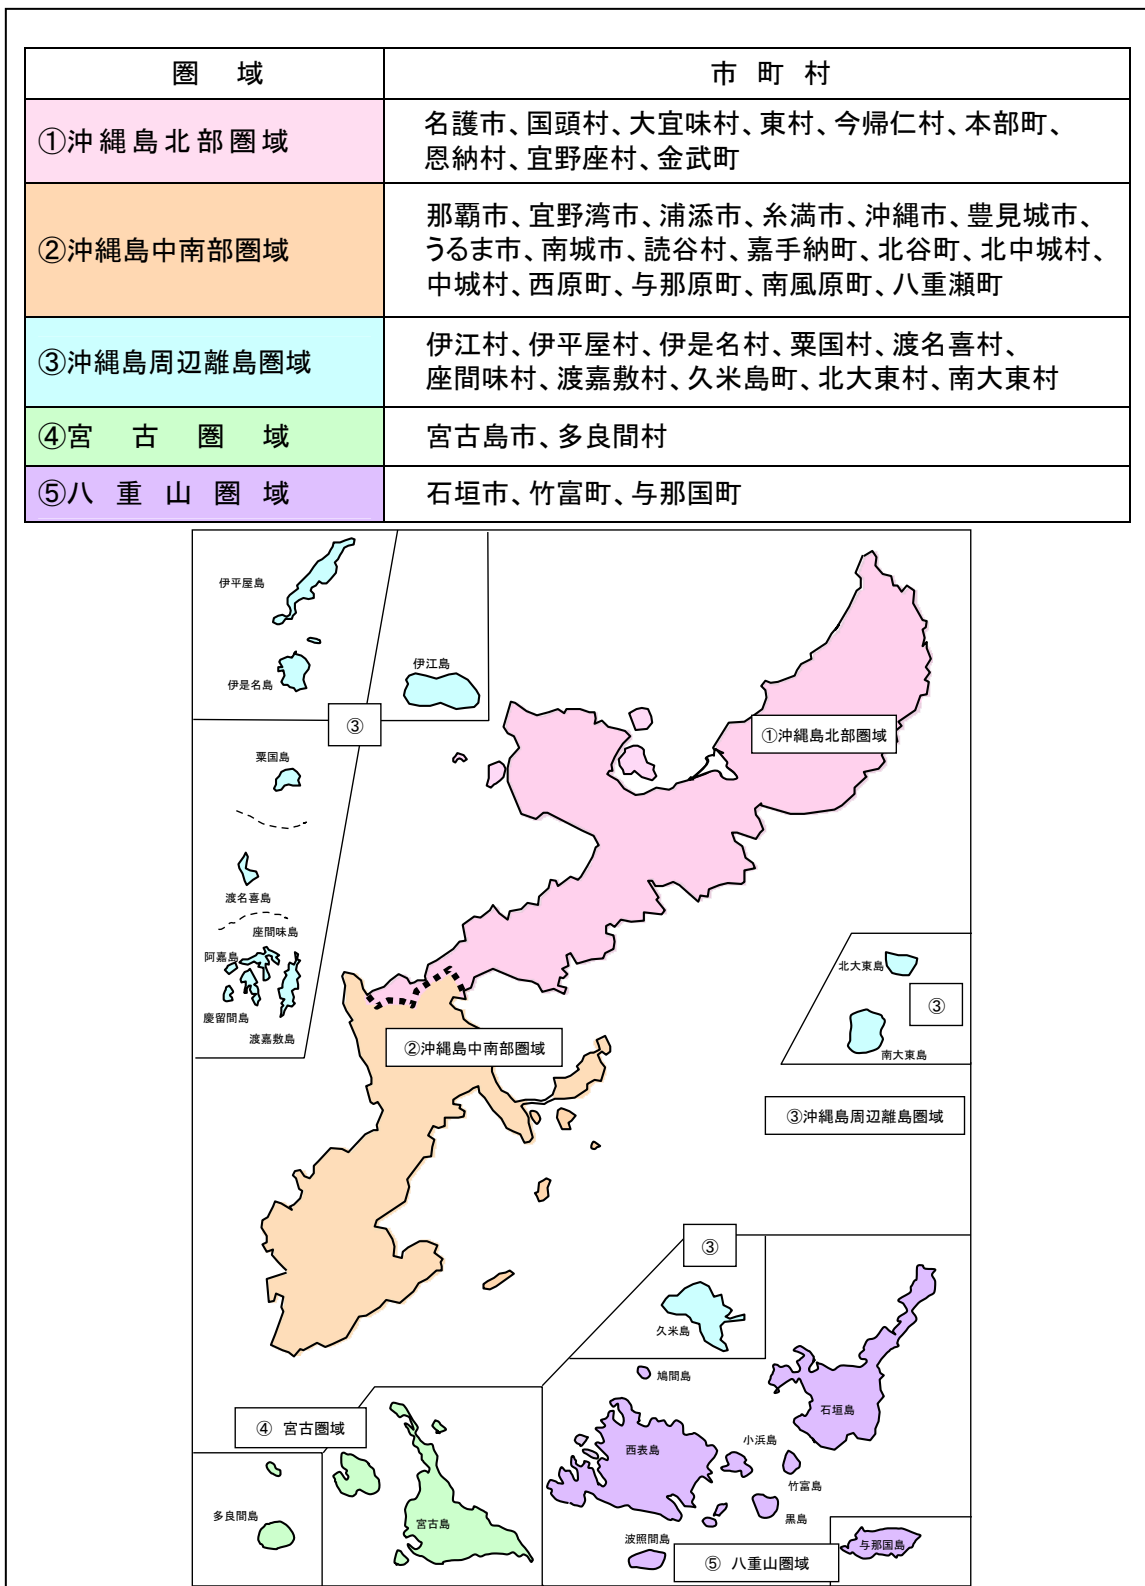 圏 域
市 町 村
①沖縄島北部圏域
名護市、国頭村、大宜味村、東村、今帰仁村、本部町、
恩納村、宜野座村、金武町
②沖縄島中南部圏域
那覇市、宜野湾市、浦添市、糸満市、沖縄市、豊見城市、
うるま市、南城市、読谷村、嘉手納町、北谷町、北中城村、
中城村、西原町、与那原町、南風原町、八重瀬町
③沖縄島周辺離島圏域
伊江村、伊平屋村、伊是名村、粟国村、渡名喜村、
座間味村、渡嘉敷村、久米島町、北大東村、南大東村
④宮 古 圏 域
宮古島市、多良間村
⑤八 重 山 圏 域
石垣市、竹富町、与那国町
伊平屋島
伊是名島
伊江島
③
①沖縄島北部圏域
粟国島
渡名喜島
座間味島
阿嘉島
慶留間島
渡嘉敷島
北大東島
③
南大東島
②沖縄島中南部圏域
③沖縄島周辺離島圏域
③
久米島
鳩間島
石垣島
④ 宮古圏域
西表島
小浜島
竹富島
黒島
多良間島
宮古島
波照間島
与那国島
⑤ 八重山圏域